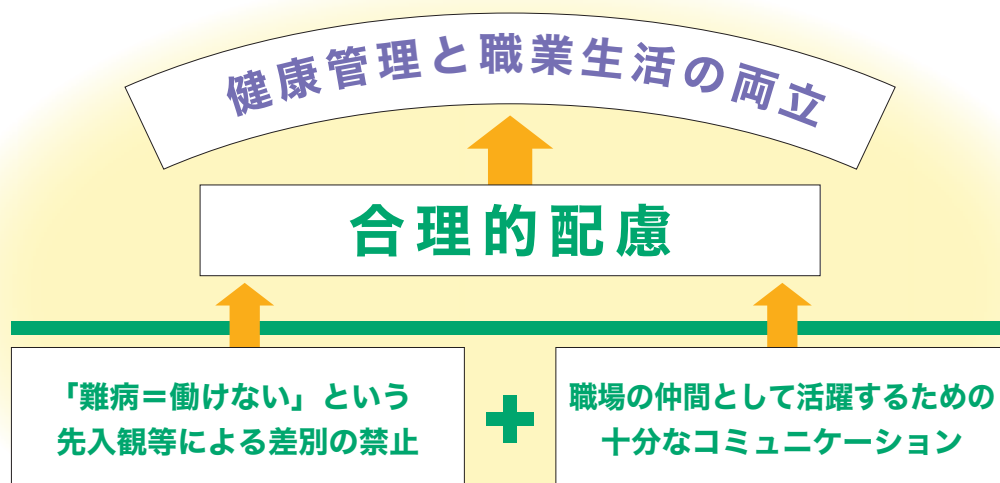 健康管理と職業生活の両立
合理的配慮
「難病＝働けない」という
先入観等による差別の禁止
職場の仲間として活躍するための
十分なコミュニケーション